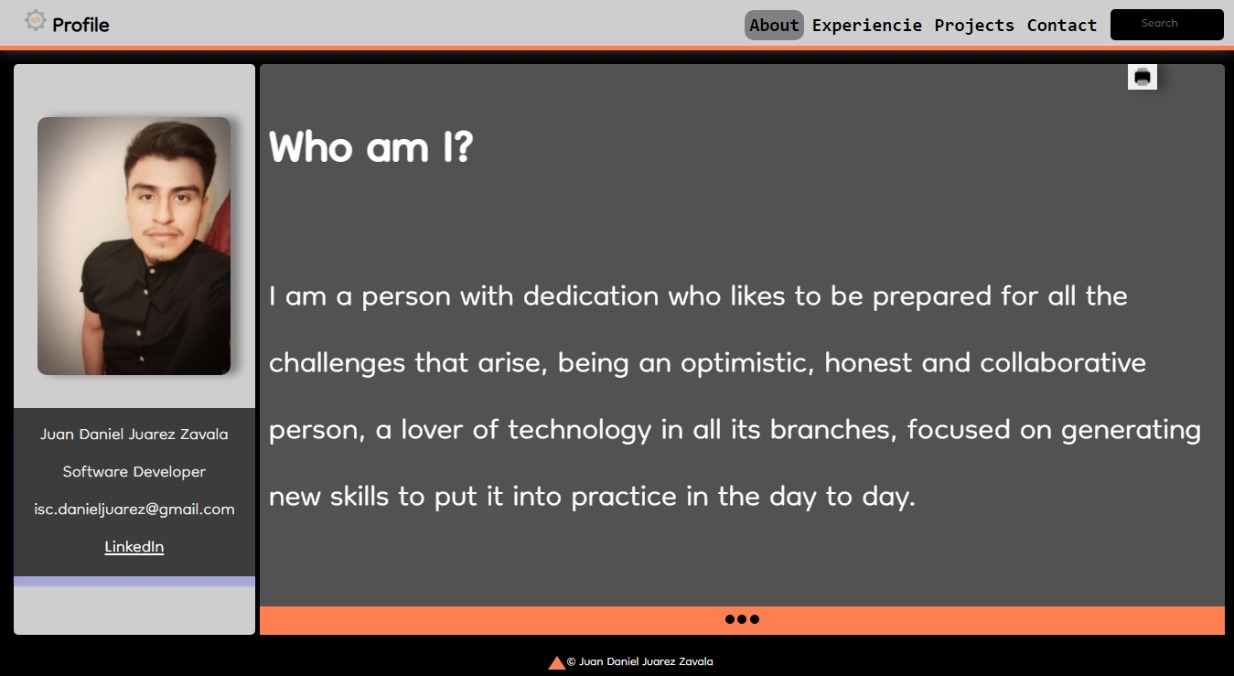 Profile
About Experiencie Projects Contact Search
Juan Daniel Juarez Zavala
Software Developer
isc.danieljuarez@gmail.com
LinkedIn
Who am I?
I am a person with dedication who likes to be prepared for all the
challenges that arise, being an optimistic, honest and collaborative
person, a lover of technology in all its branches, focused on generating
new skills to put it into practice in the day to day.
© Juan Daniel Juarez Zavala